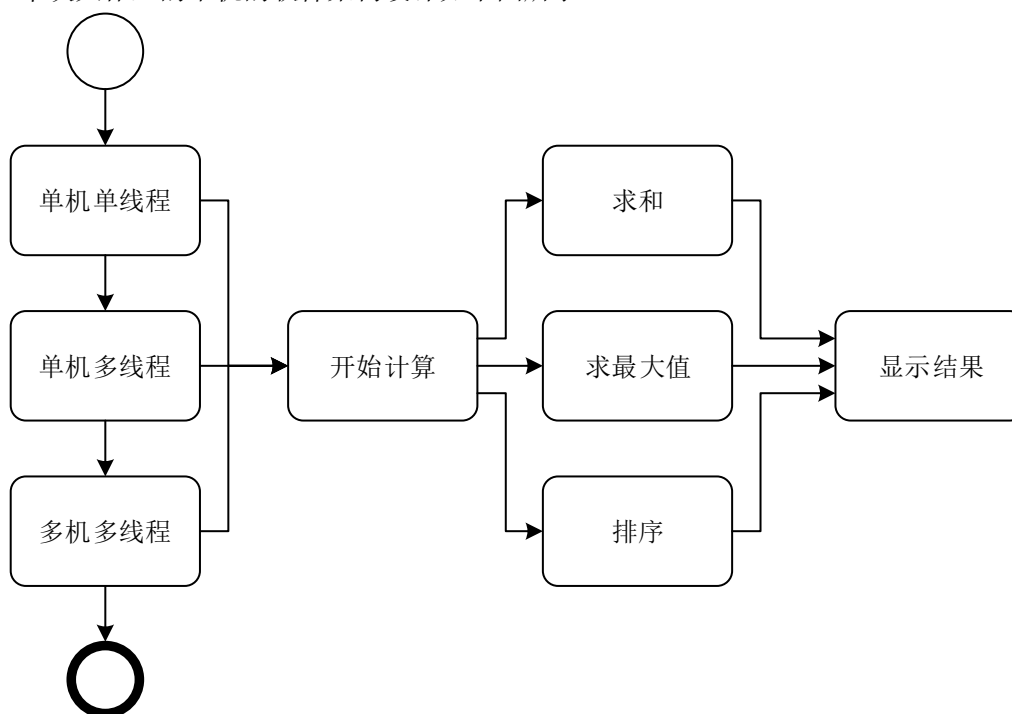 单机单线程
求和
单机多线程
开始计算
求最大值
显示结果
多机多线程
排序